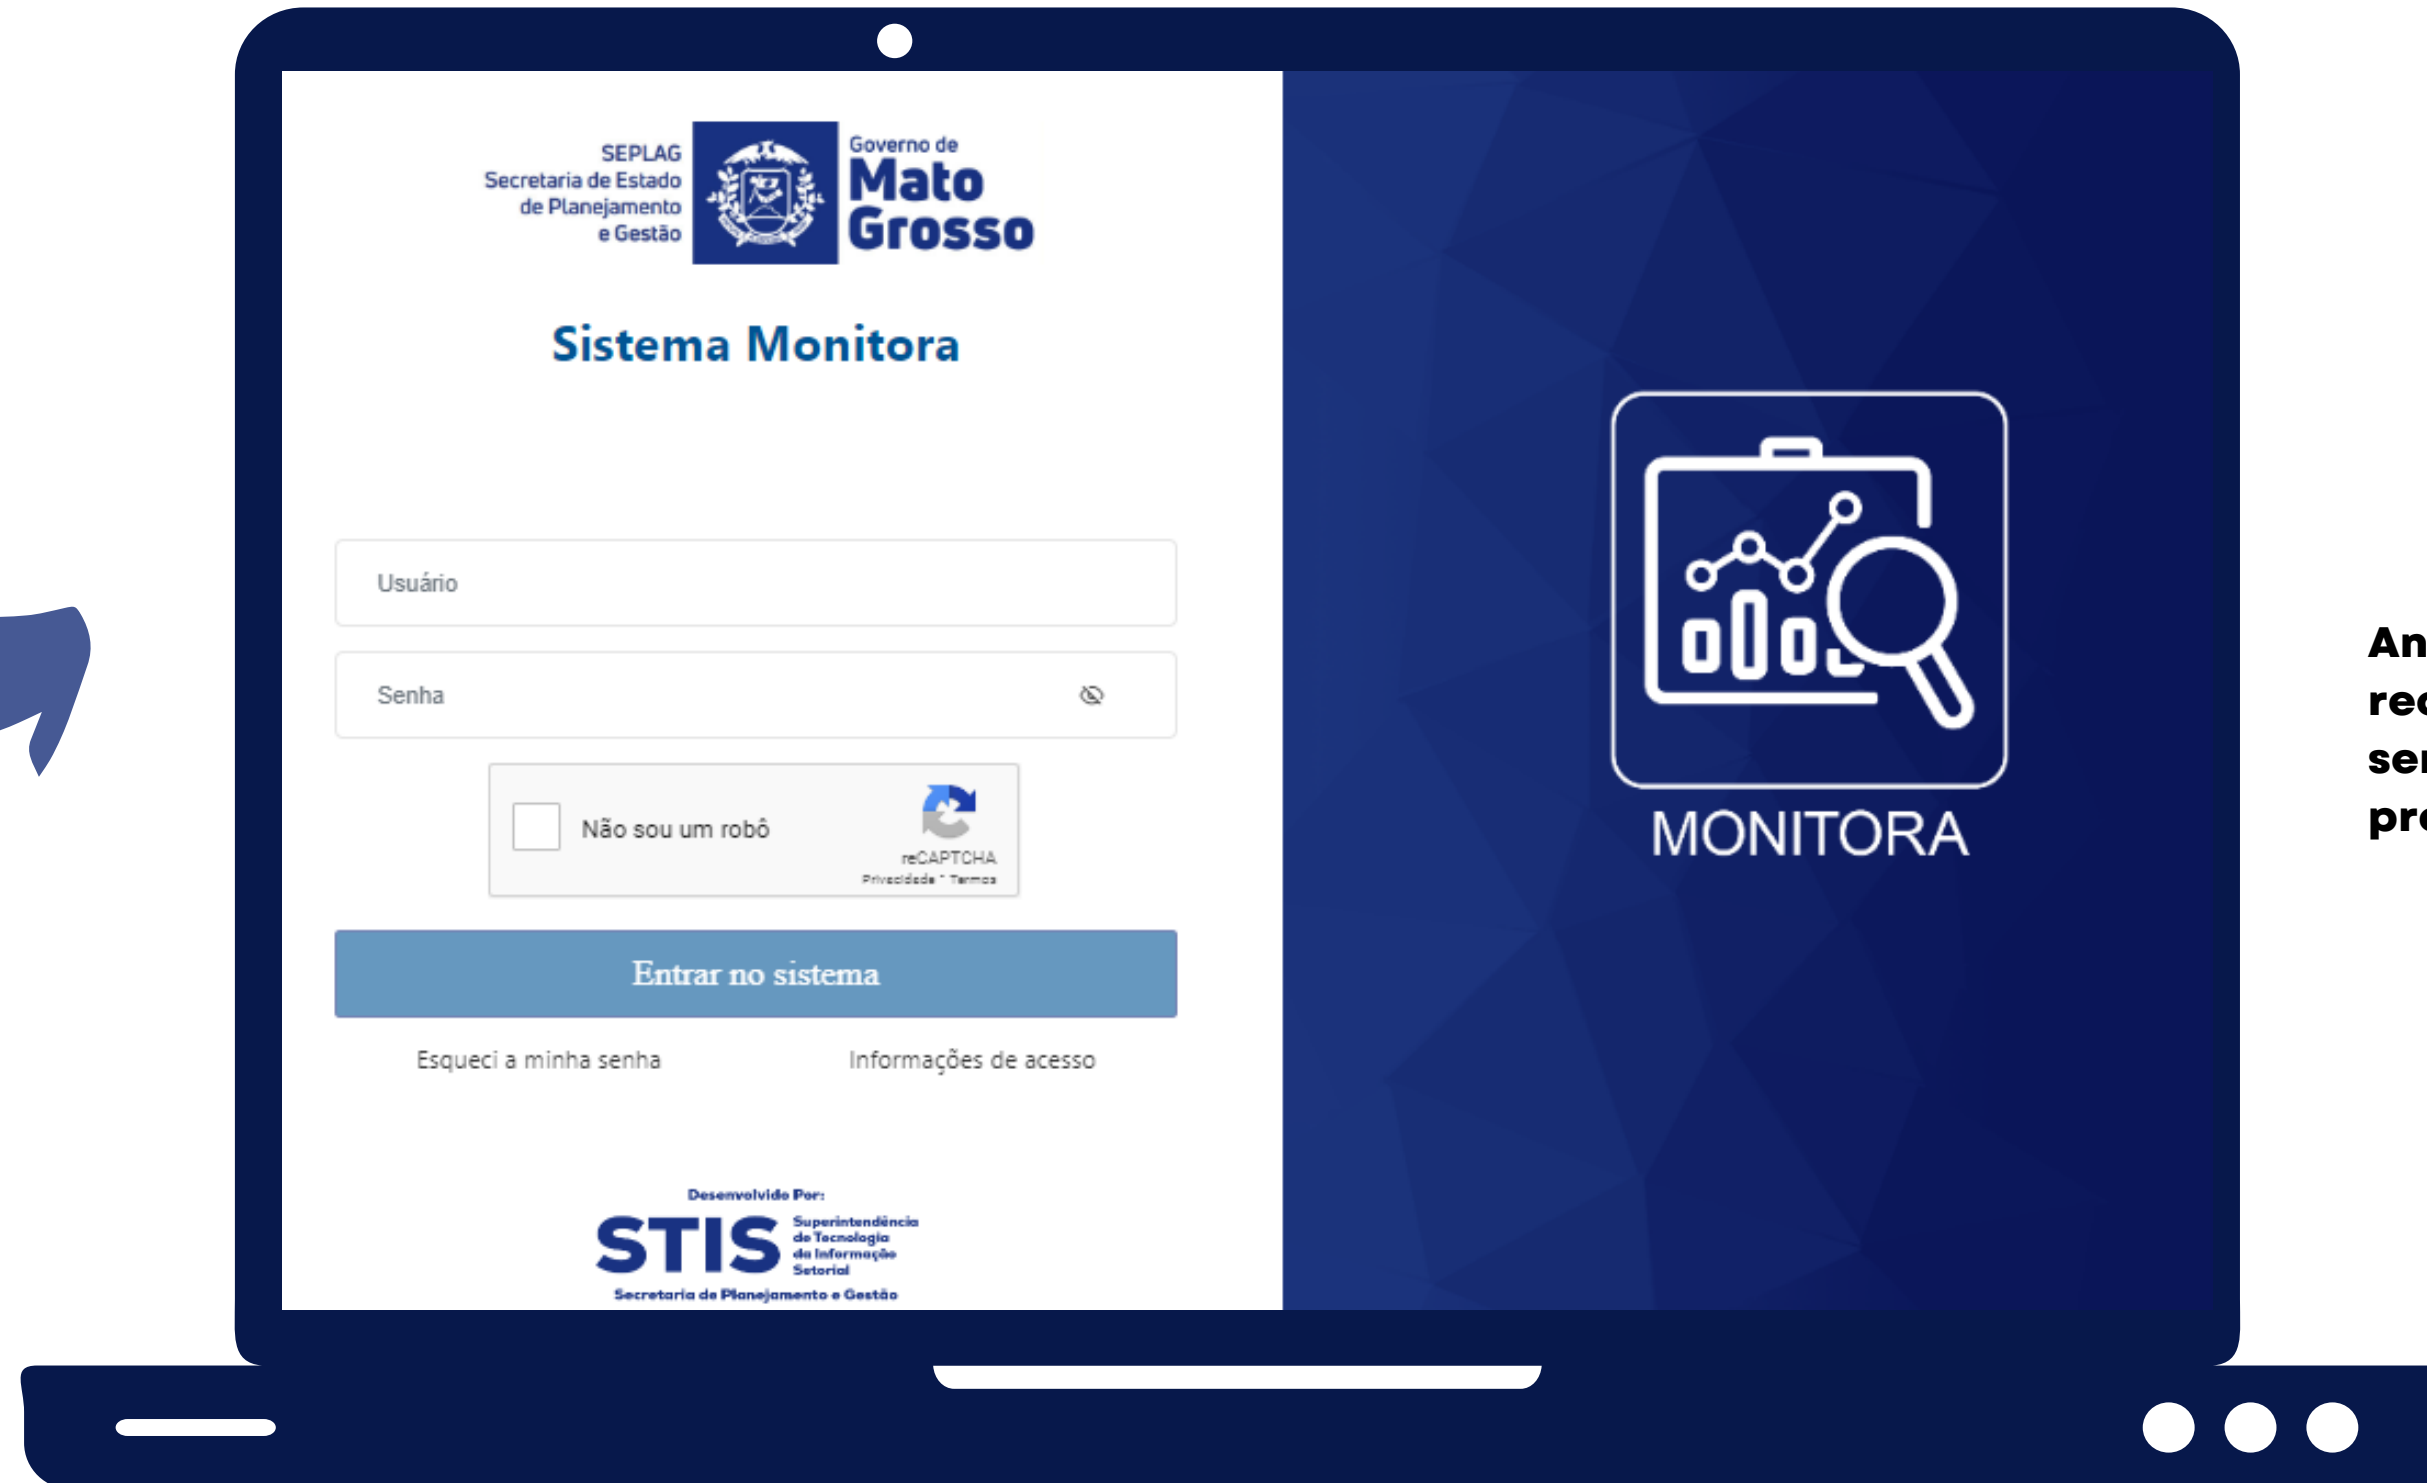 SEPLAG
Secretaria de Estado
de Planejamento
e Gestão
Governo de
Mato
Grosso
Sistema Monitora
Usuário
Senha
Não sou um robô
reCAPTCHA
Privacidade - Termos
Entrar no sistema
Esqueci a minha senha
Informações de acesso
Desenvolvido Por:
STIS
Superintendência
de Tecnologia
da Informação
Setorial
Secretaria de Planejamento e Gestão
MONITORA